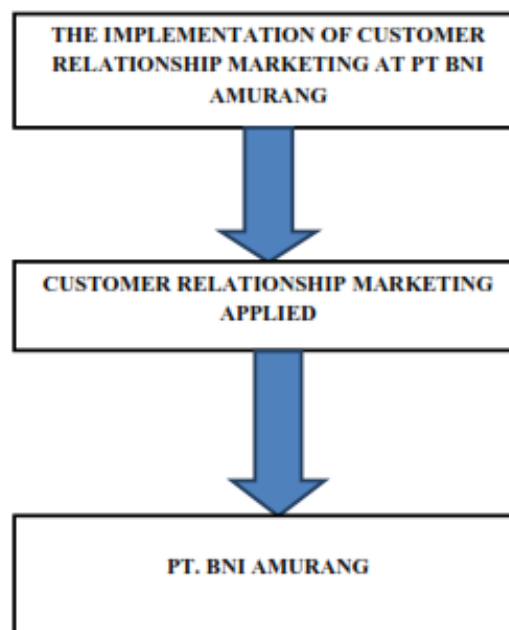 THE IMPLEMENTATION OF CUSTOMER
RELATIONSHIP MARKETING AT PT BNI
AMURANG
CUSTOMER RELATIONSHIP MARKETING
APPLIED
PT. BNI AMURANG